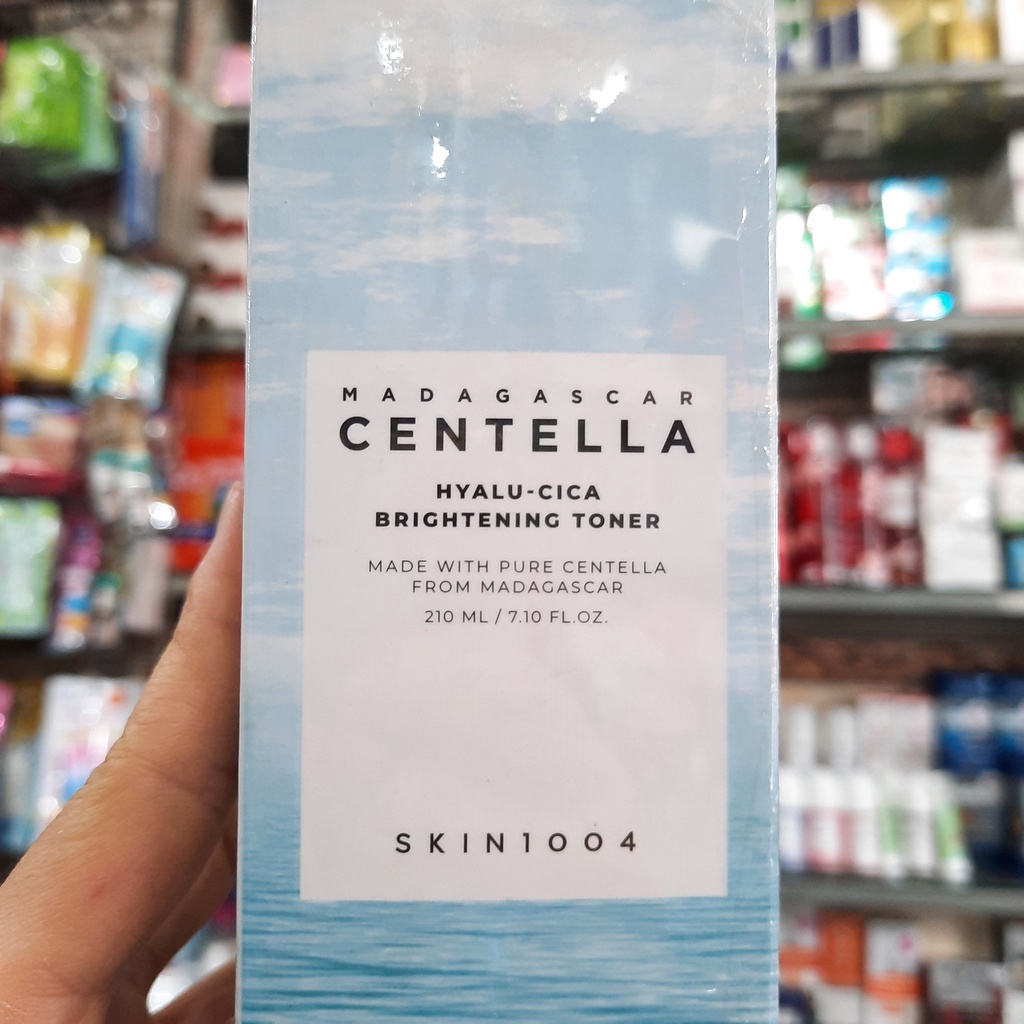 MADAGASCAR
CENTELLA
HYALU-CICA
BRIGHTENING TONER
MADE WITH PURE CENTELLA
FROM MADAGASCAR
210 ML / 7.10 FL.OZ.
SKIN1004